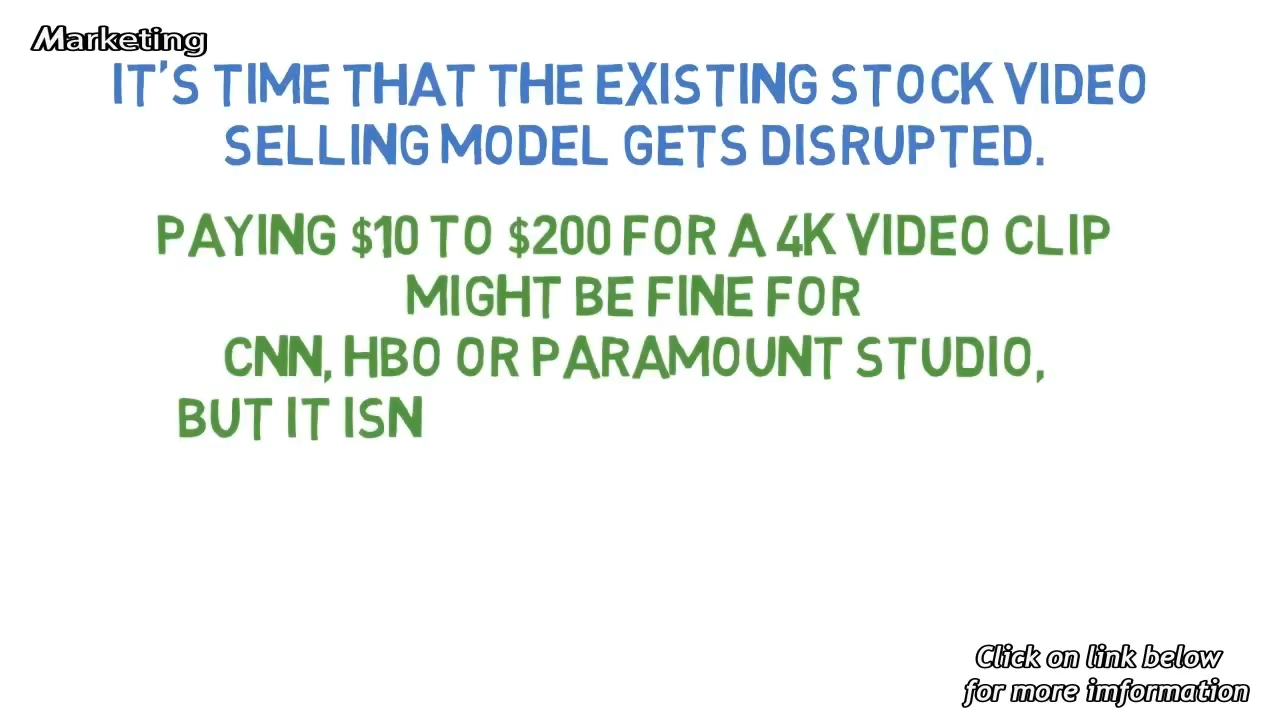 Marketing
IT'S TIME THAT THE EXISTING STOCK VIDEO
SELLING MODEL GETS DISRUPTED.
PAYING $10 TO $200 FOR A 4K VIDEO CLIP
MIGHT BE FINE FOR
CNN, HBO OR PARAMOUNT STUDIO,
BUT IT ISN
Click on link below
for more imformation